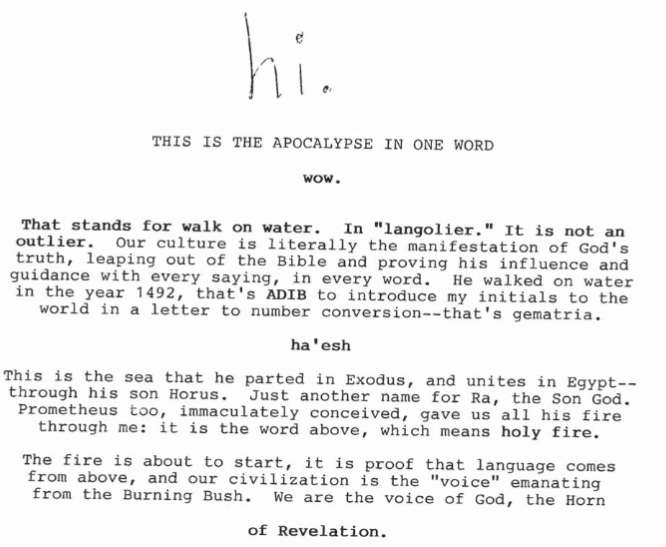 hi.
THIS IS THE APOCALYPSE IN ONE WORD
wow.
That stands for walk on water. In "langolier." It is not an
outlier. Our culture is literally the manifestation of God's
truth, leaping out of the Bible and proving his influence and
guidance with every saying, in every word. He walked on water
in the year 1492, that's ADIB to introduce my initials to the
world in a letter to number conversion--that's gematria.
ha'esh
This is the sea that he parted in Exodus, and unites in Egypt--
through his son Horus. Just another name for Ra, the Son God.
Prometheus too, immaculately conceived, gave us all his fire
through me: it is the word above, which means holy fire.
The fire is about to start, it is proof that language comes
from above, and our civilization is the "voice" emanating
from the Burning Bush. We are the voice of God, the Horn
of Revelation.